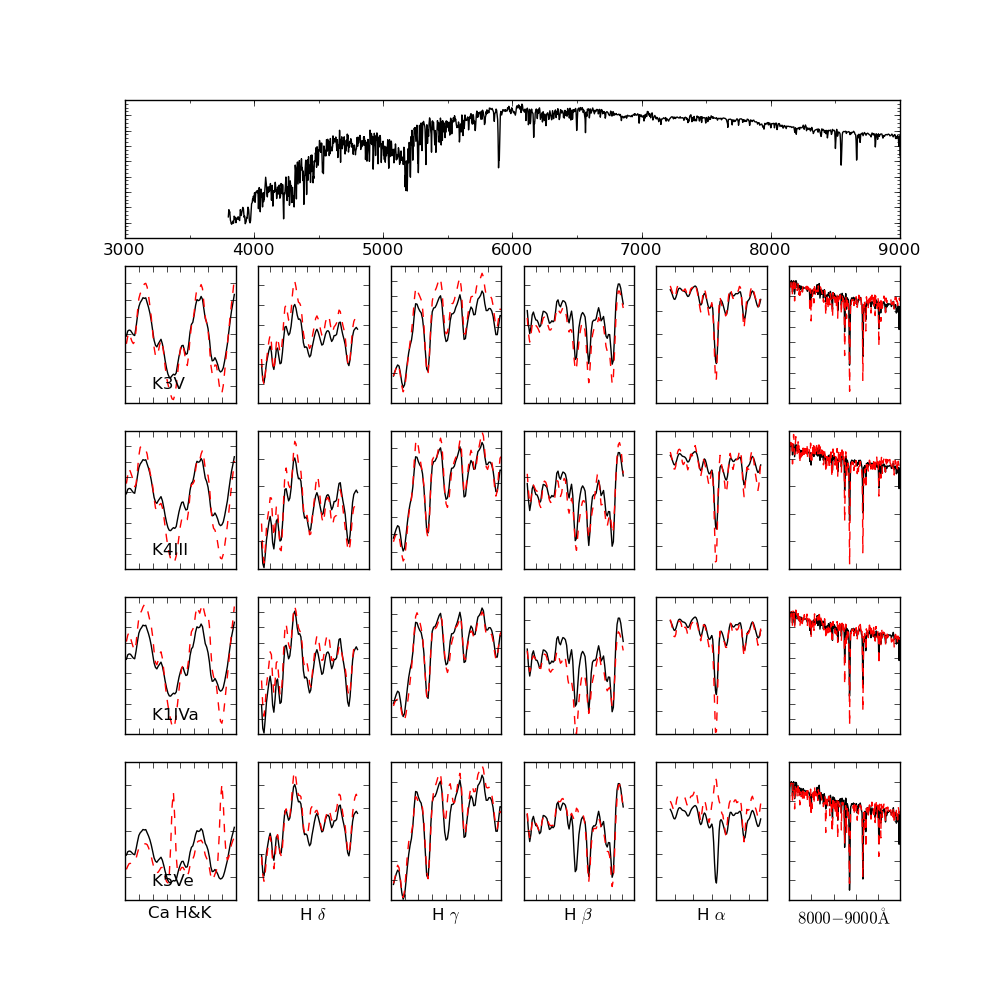 3000 4000 5000 6000 7000 8000 9000
K3V
K4III
K1IVa
K5Ve
Ca H&K H δ H γ H β H α 8000−9000Å